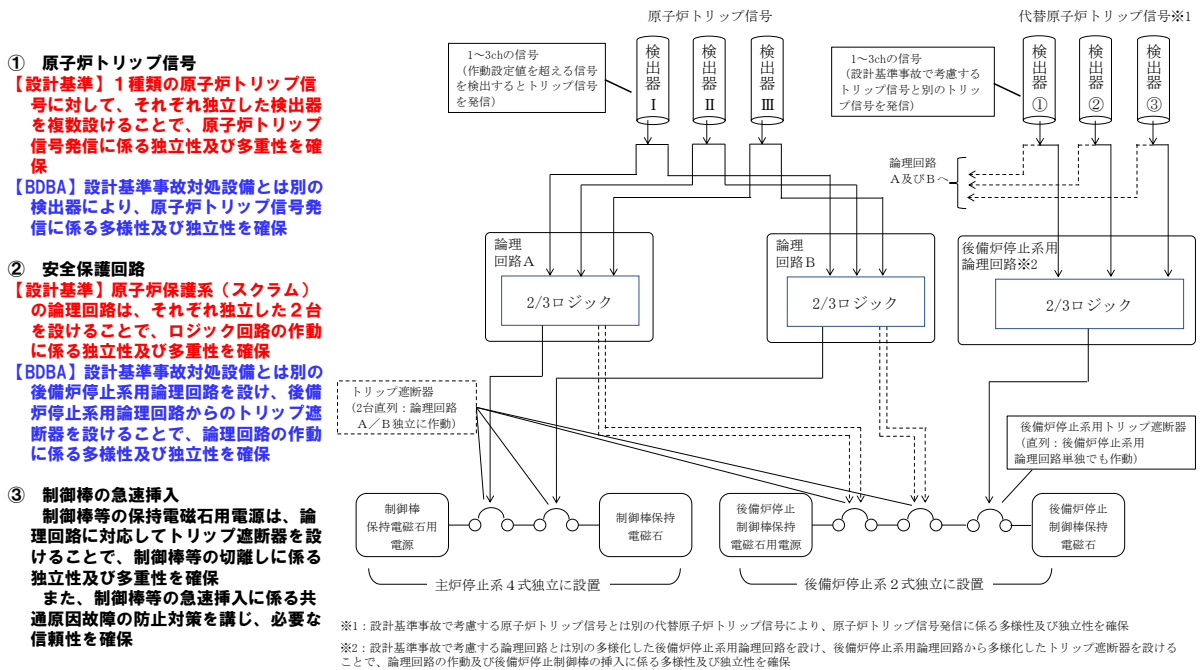 ① 原子炉トリップ信号
【設計基準】１種類の原子炉トリップ信
号に対して、それぞれ独立した検出器
を複数設けることで、原子炉トリップ
信号発信に係る独立性及び多重性を確
保
【BDBA】設計基準事故対処設備とは別の
検出器により、原子炉トリップ信号発
信に係る多様性及び独立性を確保
② 安全保護回路
【設計基準】原子炉保護系（スクラム）
の論理回路は、それぞれ独立した２台
を設けることで、ロジック回路の作動
に係る独立性及び多重性を確保
【BDBA】設計基準事故対処設備とは別の
後備炉停止系用論理回路を設け、後備
炉停止系用論理回路からのトリップ遮
断器を設けることで、論理回路の作動
に係る多様性及び独立性を確保
③ 制御棒の急速挿入
制御棒等の保持電磁石用電源は、論
理回路に対応してトリップ遮断器を設
けることで、制御棒等の切離しに係る
独立性及び多重性を確保
また、制御棒等の急速挿入に係る共
通原因故障の防止対策を講じ、必要な
信頼性を確保
原子炉トリップ信号
代替原子炉トリップ信号※1
1～3chの信号
（作動設定値を超える信号
を検出するとトリップ信号
を発信）
検出器Ⅰ
検出器Ⅱ
検出器Ⅲ
1～3chの信号
（設計基準事故で考慮する
トリップ信号と別のトリッ
プ信号を発信）
検出器①
検出器②
検出器③
論理回路
A及びBへ
論理
回路A
2/3ロジック
論理
回路B
2/3ロジック
後備炉停止系用
論理回路※2
2/3ロジック
トリップ遮断器
（2台直列：論理回路
A／B独立に作動）
後備炉停止系用トリップ遮断器
（直列：後備炉停止系用
論理回路単独でも作動）
制御棒
保持電磁石用
電源
制御棒保持
電磁石
後備炉停止
制御棒保持
電磁石用電源
後備炉停止
制御棒保持
電磁石
主炉停止系４式独立に設置
後備炉停止系２式独立に設置
※1：設計基準事故で考慮する原子炉トリップ信号とは別の代替原子炉トリップ信号により、原子炉トリップ信号発信に係る多様性及び独立性を確保
※2：設計基準事故で考慮する論理回路とは別の多様化した後備炉停止系用論理回路を設け、後備炉停止系用論理回路から多様化したトリップ遮断器を設ける
ことで、論理回路の作動及び後備炉停止制御棒の挿入に係る多様性及び独立性を確保